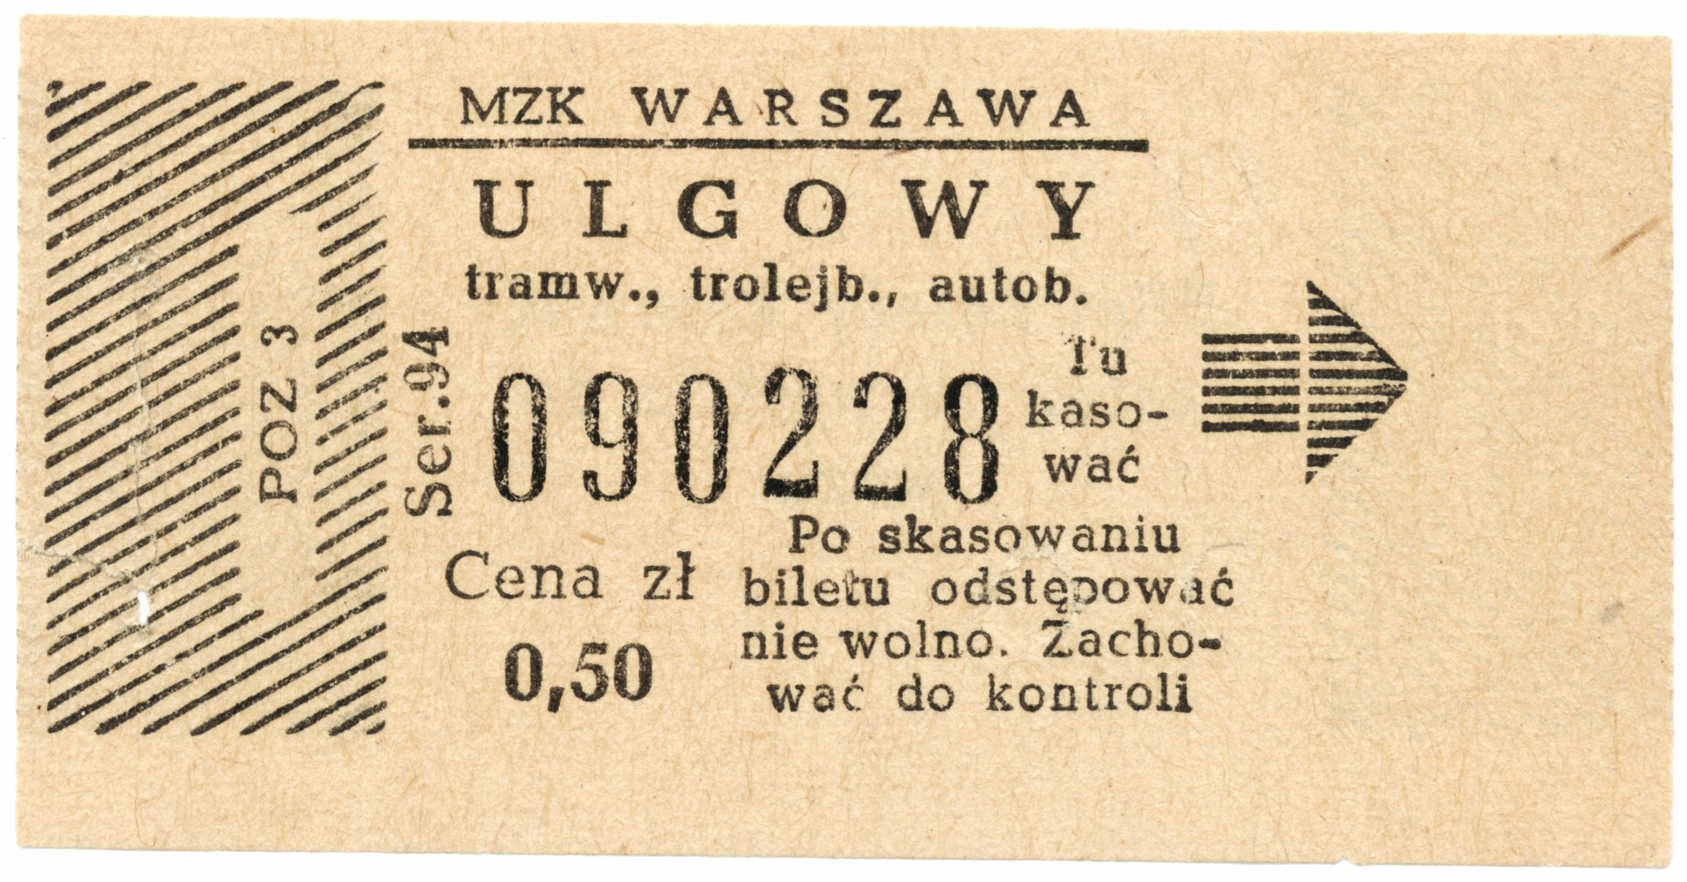 MZK WARSZAWA
ULGOWY
tramw., trolejb., autob.
POZ 3
Ser.94
090228
Tu
kaso-
wać
Cena zł
0,50
Po skasowaniu
biletu odstępować
nie wolno. Zacho-
wać do kontroli